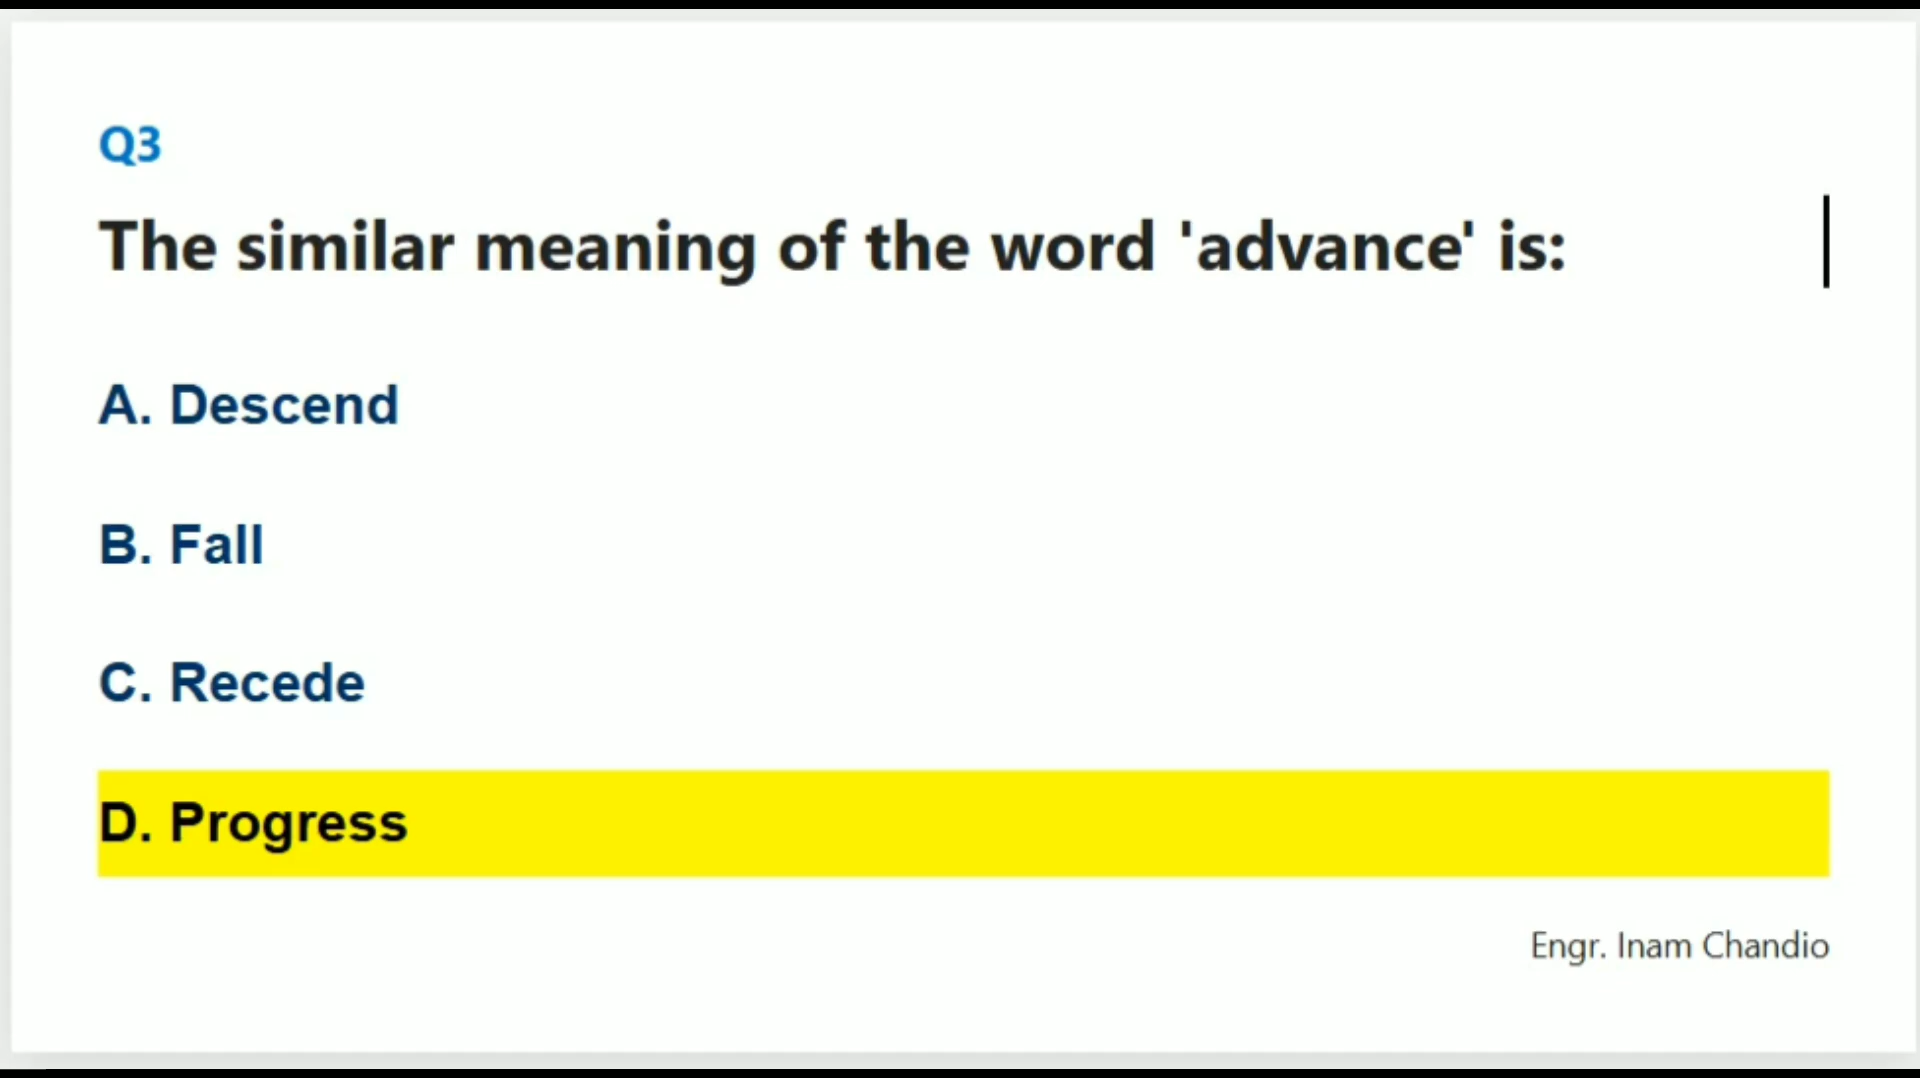 Q3
The similar meaning of the word 'advance' is:
A. Descend
B. Fall
C. Recede
D. Progress
Engr. Inam Chandio